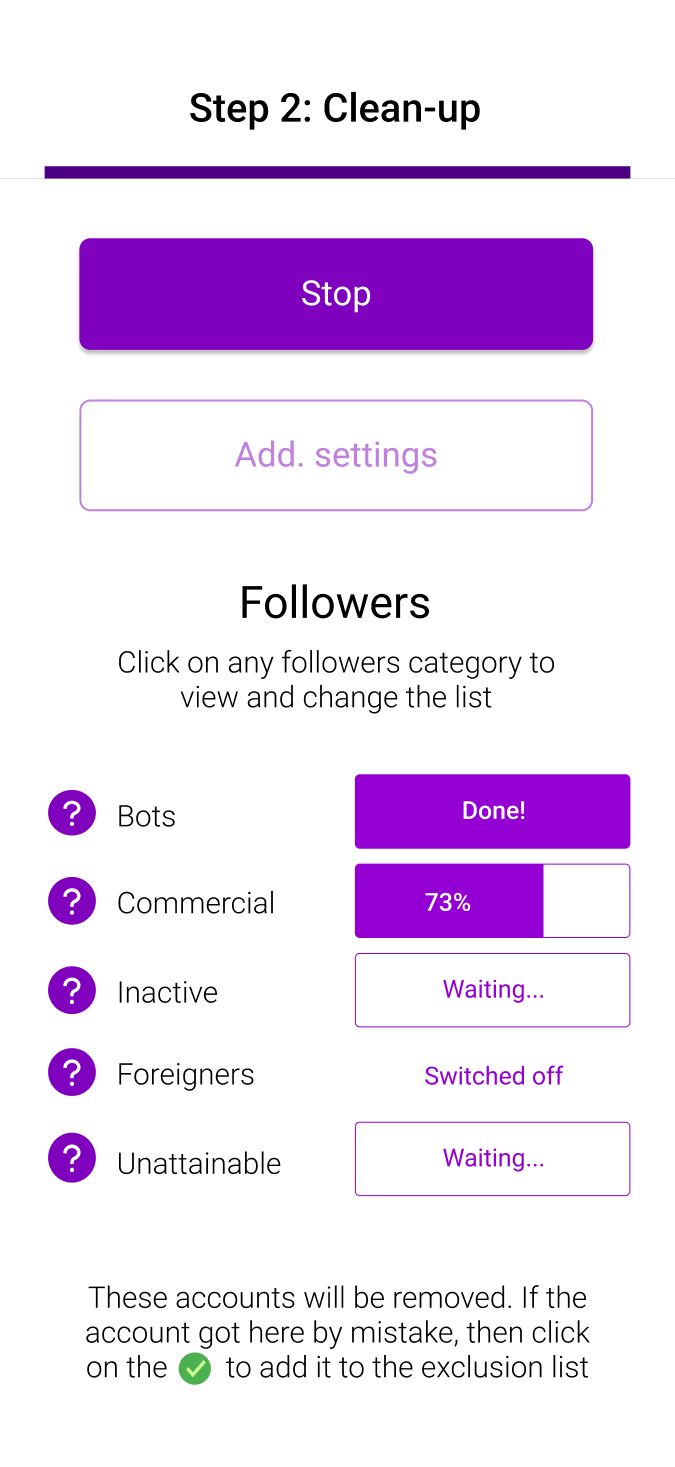 Step 2: Clean-up
Stop
Add. settings
Followers
Click on any followers category to
view and change the list
? Bots Done!
? Commercial 73%
? Inactive Waiting...
? Foreigners Switched off
? Unattainable Waiting...
These accounts will be removed. If the
account got here by mistake, then click
on the ✓ to add it to the exclusion list